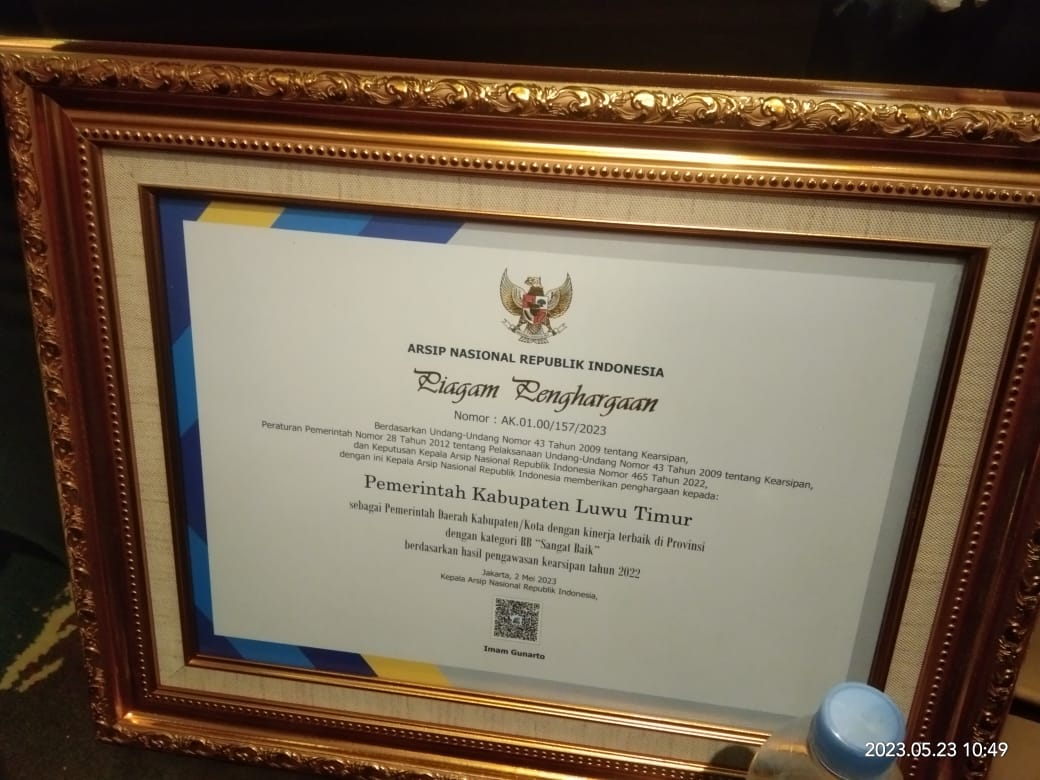 ARSIP NASIONAL REPUBLIK INDONESIA
Piagam Penghargaan
Nomor : AK.01.00/157/2023
Berdasarkan Undang-Undang Nomor 43 Tahun 2009 tentang Kearsipan,
Peraturan Pemerintah Nomor 28 Tahun 2012 tentang Pelaksanaan Undang-Undang Nomor 43 Tahun 2009 tentang Kearsipan,
dan Keputusan Kepala Arsip Nasional Republik Indonesia Nomor 465 Tahun 2022,
dengan ini Kepala Arsip Nasional Republik Indonesia memberikan penghargaan kepada:
Pemerintah Kabupaten Luwu Timur
sebagai Pemerintah Daerah Kabupaten/Kota dengan kinerja terbaik di Provinsi
dengan kategori BB "Sangat Baik"
berdasarkan hasil pengawasan kearsipan tahun 2022
Jakarta, 2 Mei 2023
Kepala Arsip Nasional Republik Indonesia,
Imam Gunarto
2023.05.23 10:49